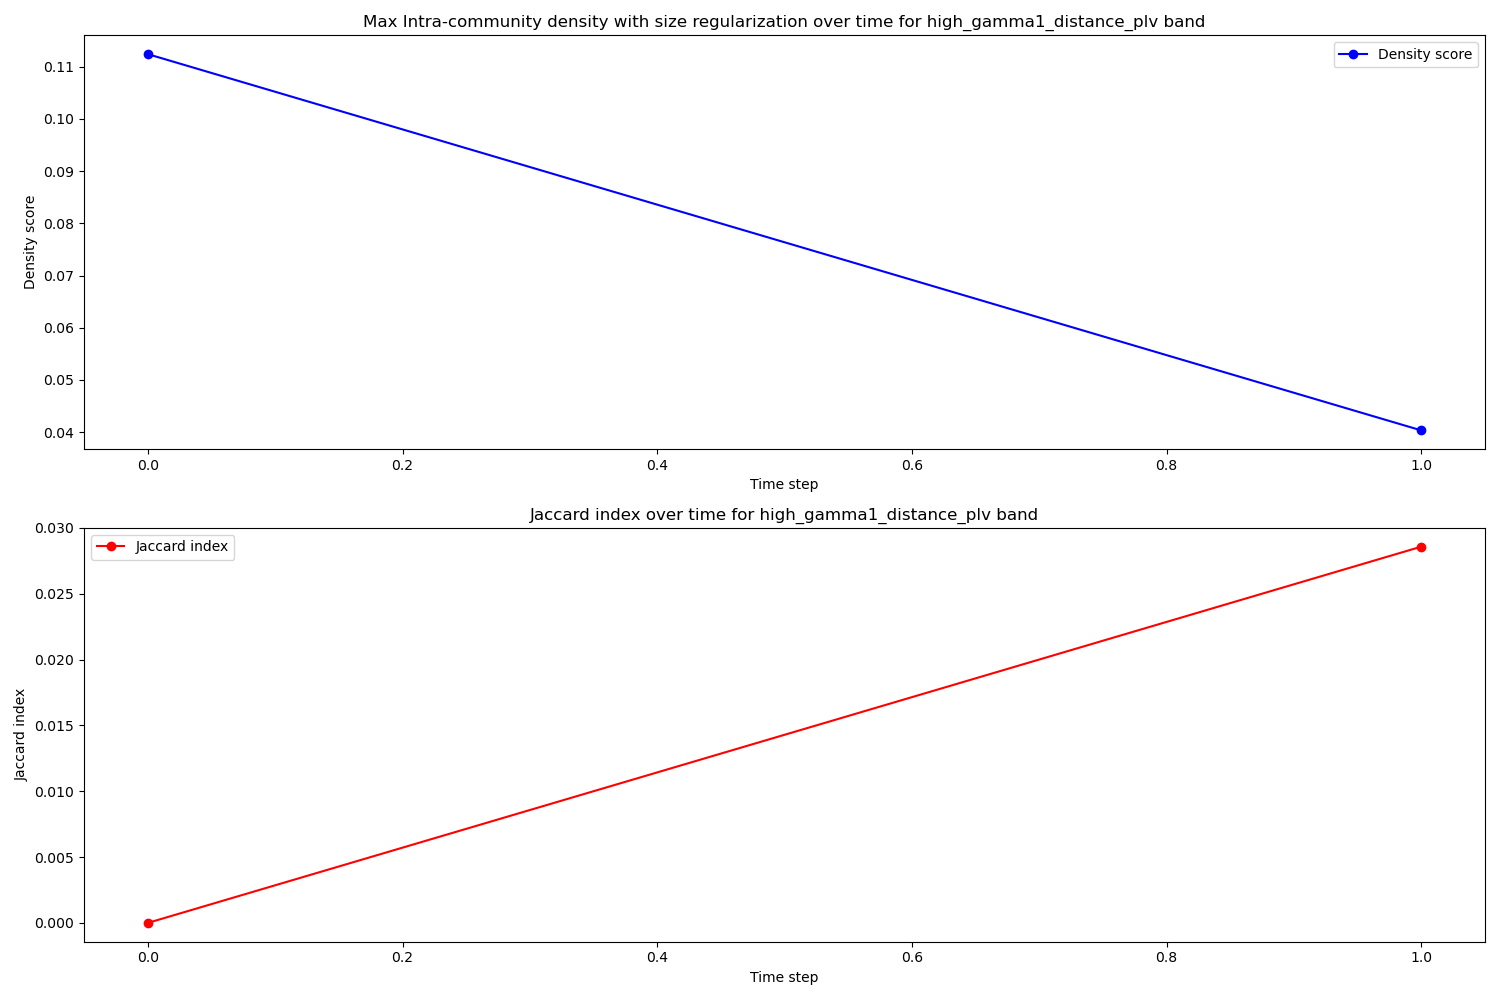 Max Intra-community density with size regularization over time for high_gamma1_distance_plv band
Density score
0.11
0.10
0.09
0.08
0.07
0.06
0.05
0.04
Density score
0.0 0.2 0.4 0.6 0.8 1.0
Time step
Jaccard index over time for high_gamma1_distance_plv band
Jaccard index
0.030
0.025
0.020
0.015
0.010
0.005
0.000
Jaccard index
0.0 0.2 0.4 0.6 0.8 1.0
Time step